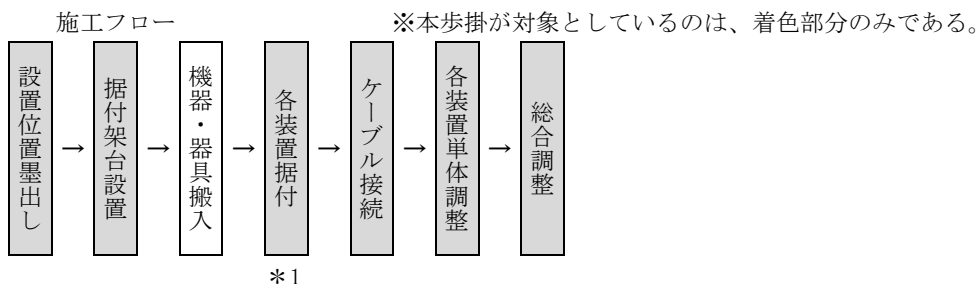 施工フロー
※本歩掛が対象としているのは、着色部分のみである。
設置位置墨出し
→
据付架台設置
→
機器・器具搬入
→
各装置据付
→
ケーブル接続
→
各装置単体調整
→
総合調整
＊1